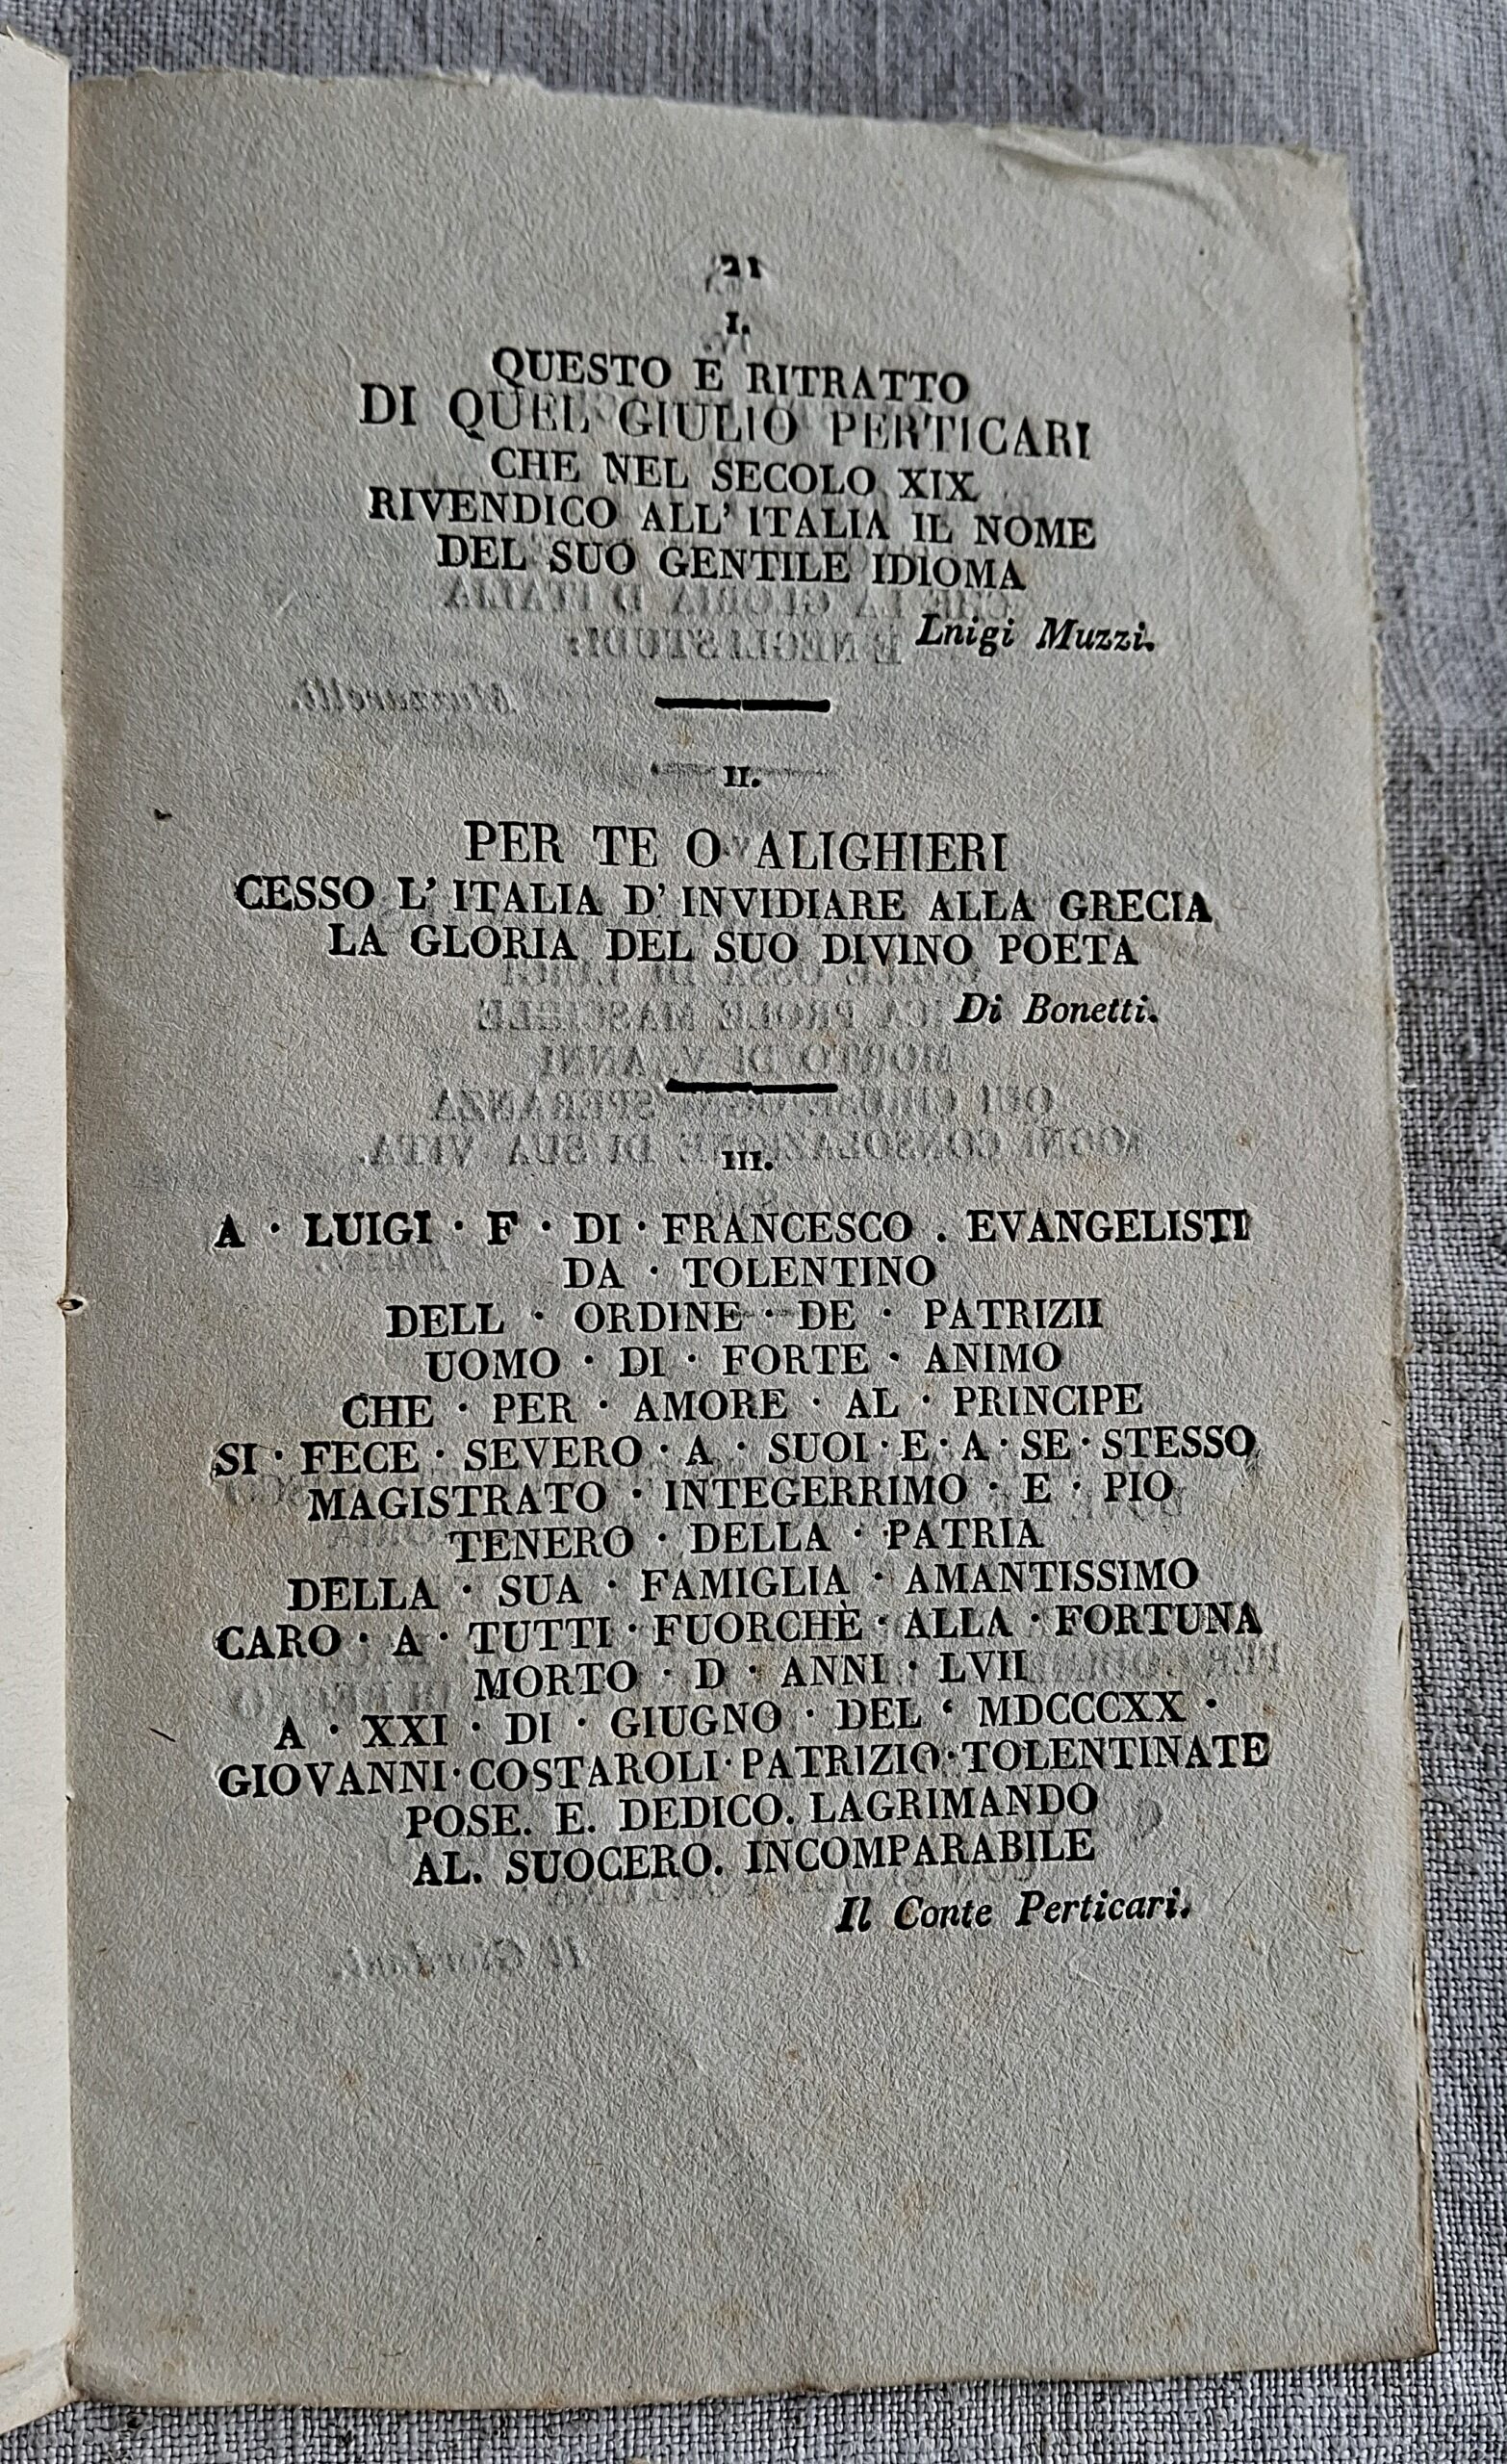 21
I.
QUESTO E RITRATTO
DI QUEL GIULIO PERTICARI
CHE NEL SECOLO XIX
RIVENDICO ALL' ITALIA IL NOME
DEL SUO GENTILE IDIOMA
Lnigi Muzzi.
II.
PER TE O ALIGHIERI
CESSO L' ITALIA D' INVIDIARE ALLA GRECIA
LA GLORIA DEL SUO DIVINO POETA
Di Bonetti.
III.
A · LUIGI · F · DI · FRANCESCO . EVANGELISTI
DA · TOLENTINO
DELL · ORDINE · DE · PATRIZII
UOMO · DI · FORTE · ANIMO
CHE · PER · AMORE · AL · PRINCIPE
SI · FECE · SEVERO · A · SUOI · E · A · SE · STESSO
MAGISTRATO · INTEGERRIMO · E · PIO
TENERO · DELLA · PATRIA
DELLA · SUA · FAMIGLIA · AMANTISSIMO
CARO · A · TUTTI · FUORCHÈ · ALLA · FORTUNA
MORTO · D · ANNI · LVII
A · XXI · DI · GIUGNO · DEL · MDCCCXX ·
GIOVANNI · COSTAROLI · PATRIZIO · TOLENTINATE
POSE. E. DEDICO. LAGRIMANDO
AL. SUOCERO. INCOMPARABILE
Il Conte Perticari.